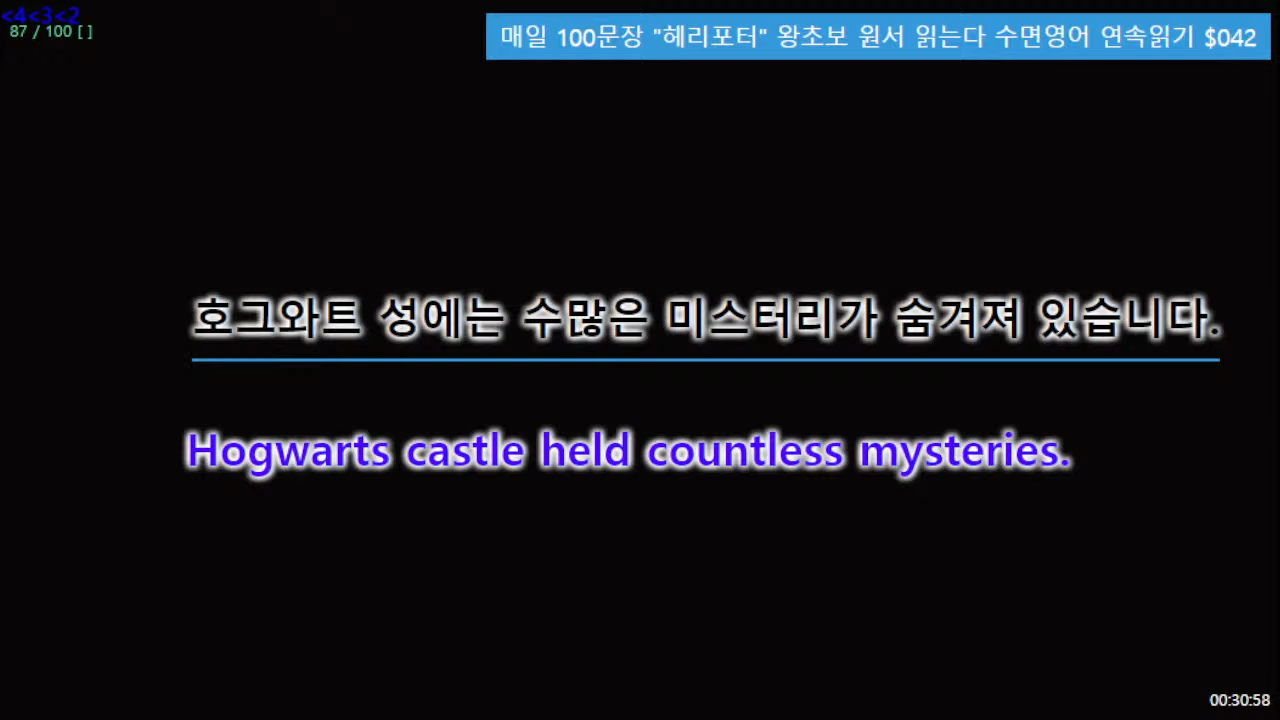 <4<3<2
87 / 100 [ ]
매일 100문장 "헤리포터" 왕초보 원서 읽는다 수면영어 연속읽기 $042
호그와트 성에는 수많은 미스터리가 숨겨져 있습니다.
Hogwarts castle held countless mysteries.
00:30:58